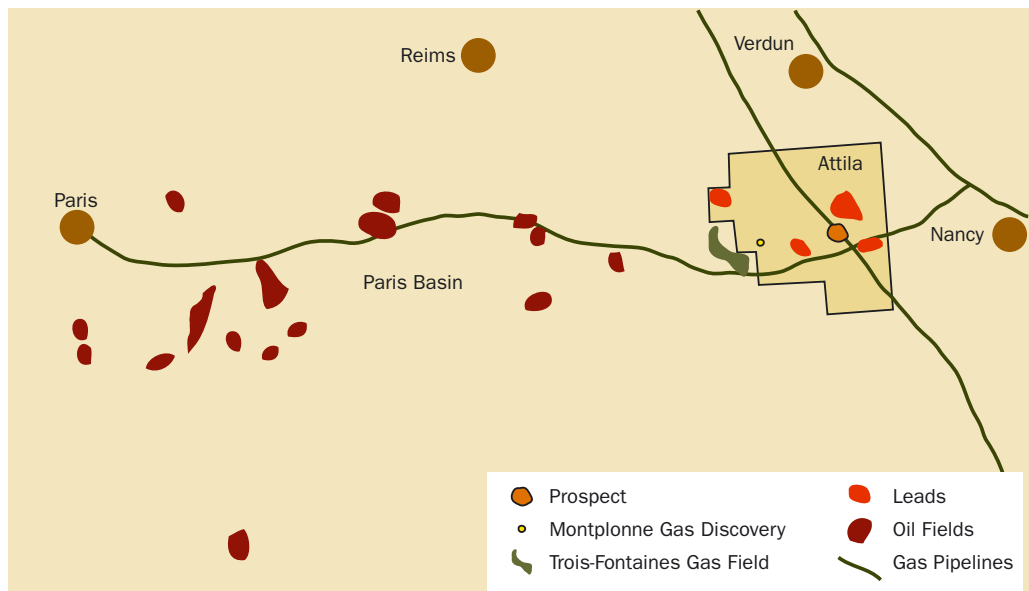 Reims
Verdun
Attila
Paris
Nancy
Paris Basin
Prospect
Montplonne Gas Discovery
Trois-Fontaines Gas Field
Leads
Oil Fields
Gas Pipelines